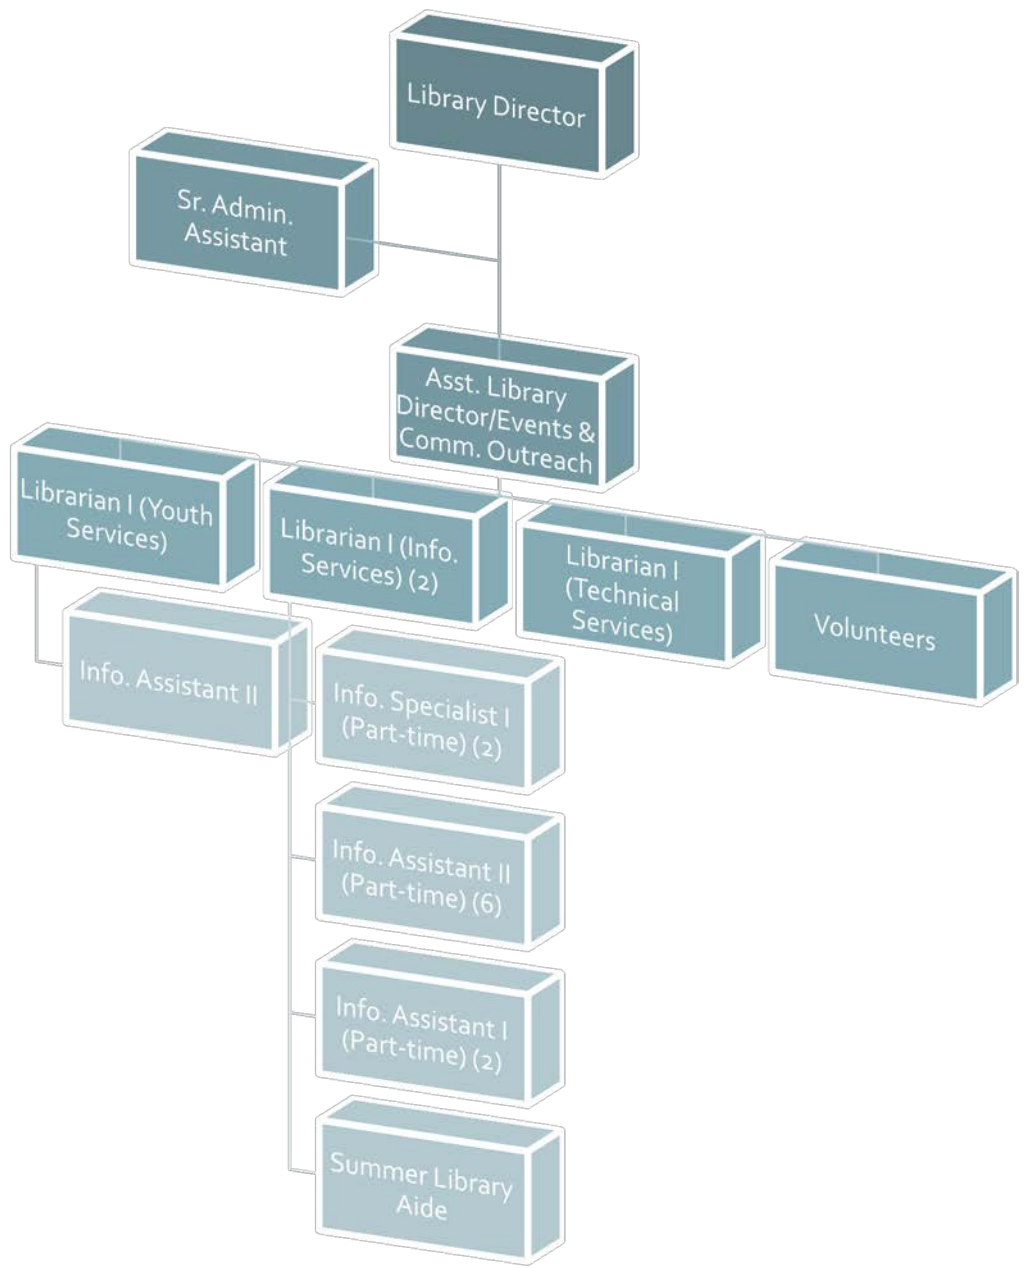 Library Director
Sr. Admin.
Assistant
Asst. Library
Director/Events &
Comm. Outreach
Librarian I (Youth
Services)
Librarian I (Info.
Services) (2)
Librarian I
(Technical
Services)
Volunteers
Info. Assistant II
Info. Specialist I
(Part-time) (2)
Info. Assistant II
(Part-time) (6)
Info. Assistant I
(Part-time) (2)
Summer Library
Aide